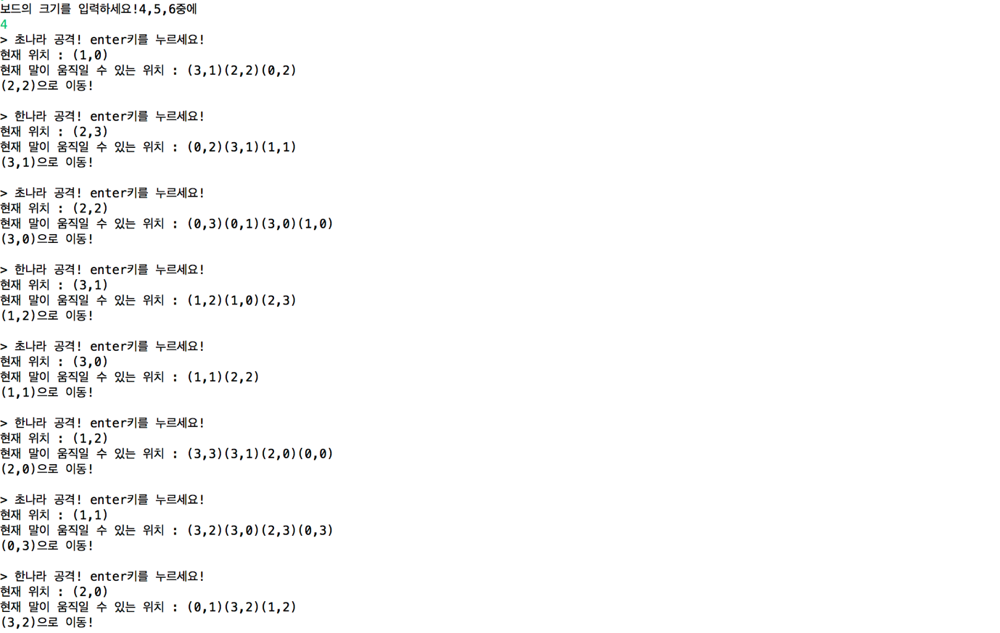 보드의 크기를 입력하세요!4,5,6중에
4
> 초나라 공격! enter키를 누르세요!
현재 위치 : (1,0)
현재 말이 움직일 수 있는 위치 : (3,1)(2,2)(0,2)
(2,2)으로 이동!
> 한나라 공격! enter키를 누르세요!
현재 위치 : (2,3)
현재 말이 움직일 수 있는 위치 : (0,2)(3,1)(1,1)
(3,1)으로 이동!
> 초나라 공격! enter키를 누르세요!
현재 위치 : (2,2)
현재 말이 움직일 수 있는 위치 : (0,3)(0,1)(3,0)(1,0)
(3,0)으로 이동!
> 한나라 공격! enter키를 누르세요!
현재 위치 : (3,1)
현재 말이 움직일 수 있는 위치 : (1,2)(1,0)(2,3)
(1,2)으로 이동!
> 초나라 공격! enter키를 누르세요!
현재 위치 : (3,0)
현재 말이 움직일 수 있는 위치 : (1,1)(2,2)
(1,1)으로 이동!
> 한나라 공격! enter키를 누르세요!
현재 위치 : (1,2)
현재 말이 움직일 수 있는 위치 : (3,3)(3,1)(2,0)(0,0)
(2,0)으로 이동!
> 초나라 공격! enter키를 누르세요!
현재 위치 : (1,1)
현재 말이 움직일 수 있는 위치 : (3,2)(3,0)(2,3)(0,3)
(0,3)으로 이동!
> 한나라 공격! enter키를 누르세요!
현재 위치 : (2,0)
현재 말이 움직일 수 있는 위치 : (0,1)(3,2)(1,2)
(3,2)으로 이동!